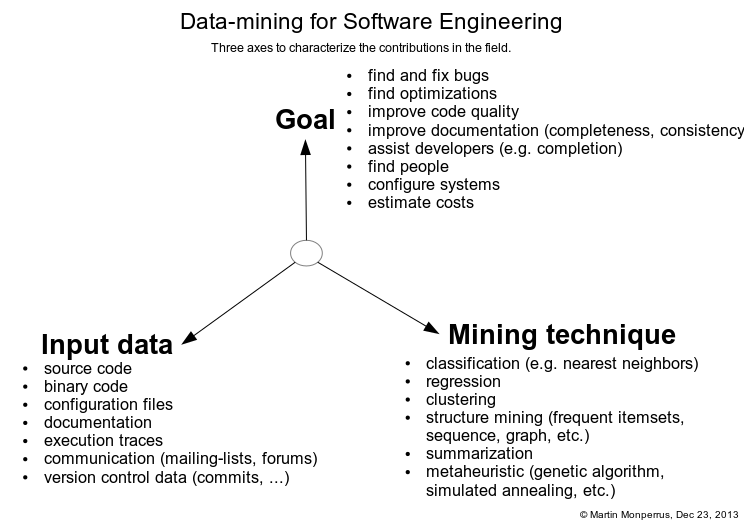 Data-mining for Software Engineering
Three axes to characterize the contributions in the field.
Goal
• find and fix bugs
• find optimizations
• improve code quality
• improve documentation (completeness, consistency
• assist developers (e.g. completion)
• find people
• configure systems
• estimate costs
Input data
• source code
• binary code
• configuration files
• documentation
• execution traces
• communication (mailing-lists, forums)
• version control data (commits, …)
Mining technique
• classification (e.g. nearest neighbors)
• regression
• clustering
• structure mining (frequent itemsets,
sequence, graph, etc.)
• summarization
• metaheuristic (genetic algorithm,
simulated annealing, etc.)
© Martin Monperrus, Dec 23, 2013